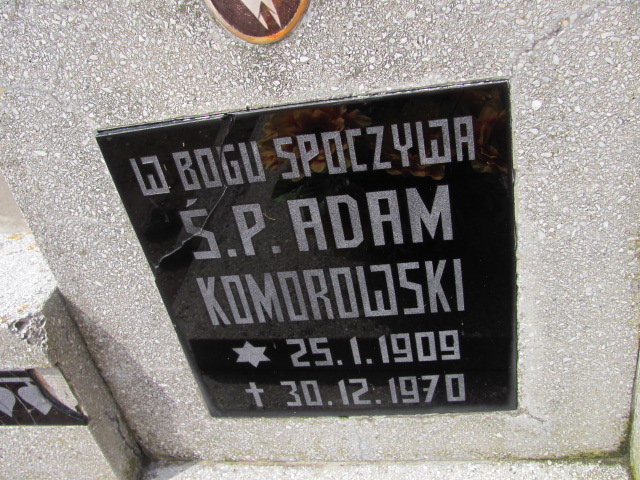 W BOGU SPOCZYWA
Ś.P. ADAM
KOMOROWSKI
✶ 25.1.1909
✝ 30.12.1970